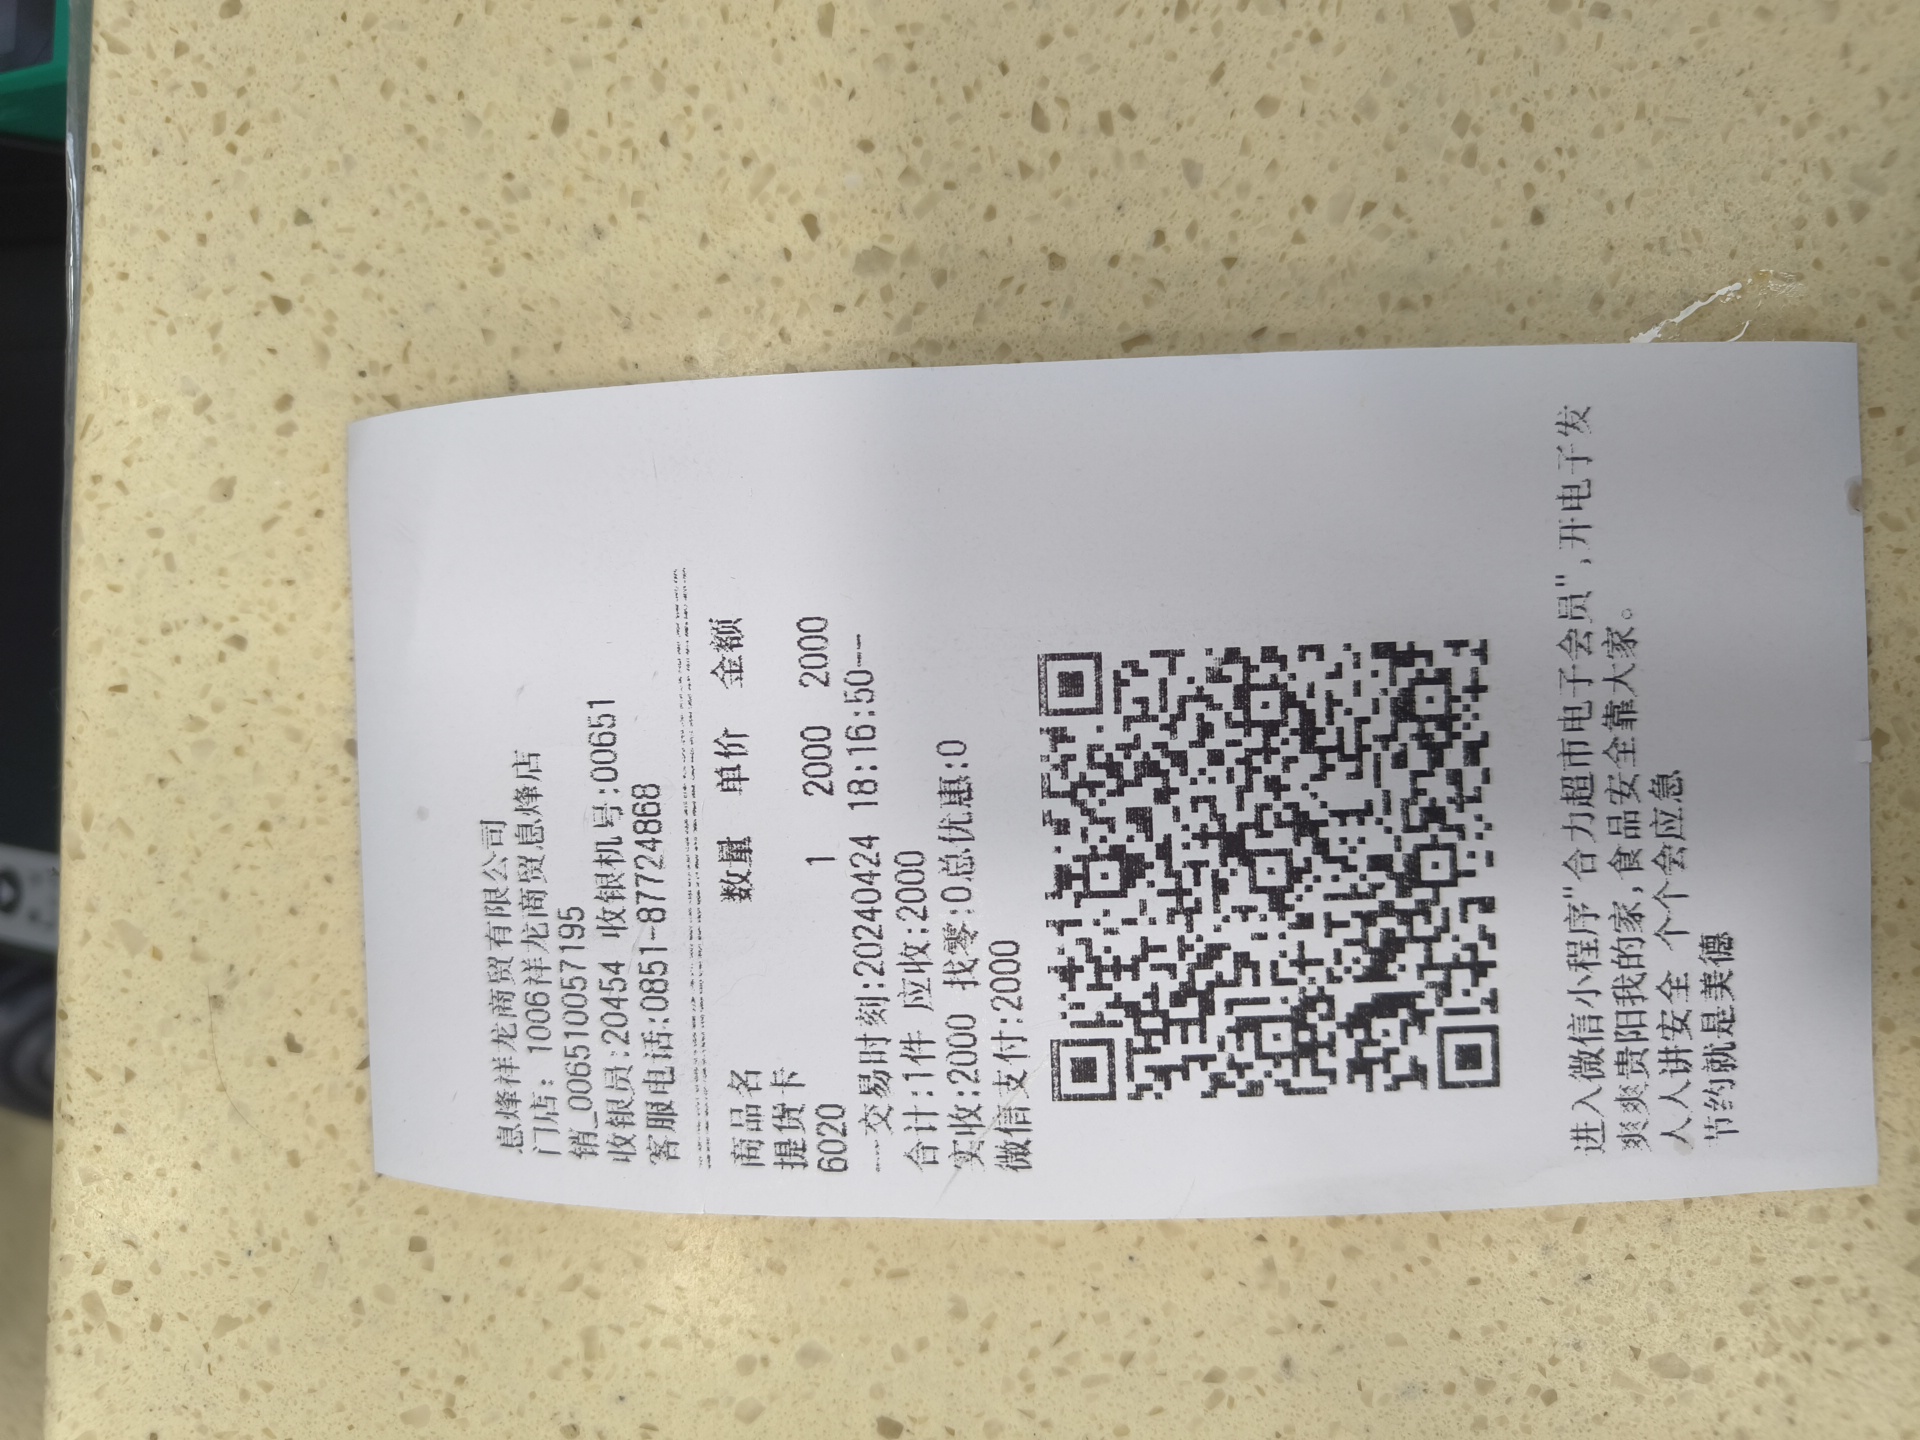 息烽祥龙商贸有限公司
门店: 1006祥龙商贸息烽店
销_0065100571​95
收银员:20454 收银机号:00651
客服电话:0851-87724868
商品名 数量 单价 金额
提货卡
6020 1 2000 2000
---交易时刻:20240424 18:16:50--
合计:1件 应收:2000
实收:2000 找零:0总优惠:0
微信支付:2000
进入微信小程序"合力超市电子会员",开电子发
爽爽贵阳我的家,食品安全靠大家。
人人讲安全 个个会应急
节约就是美德